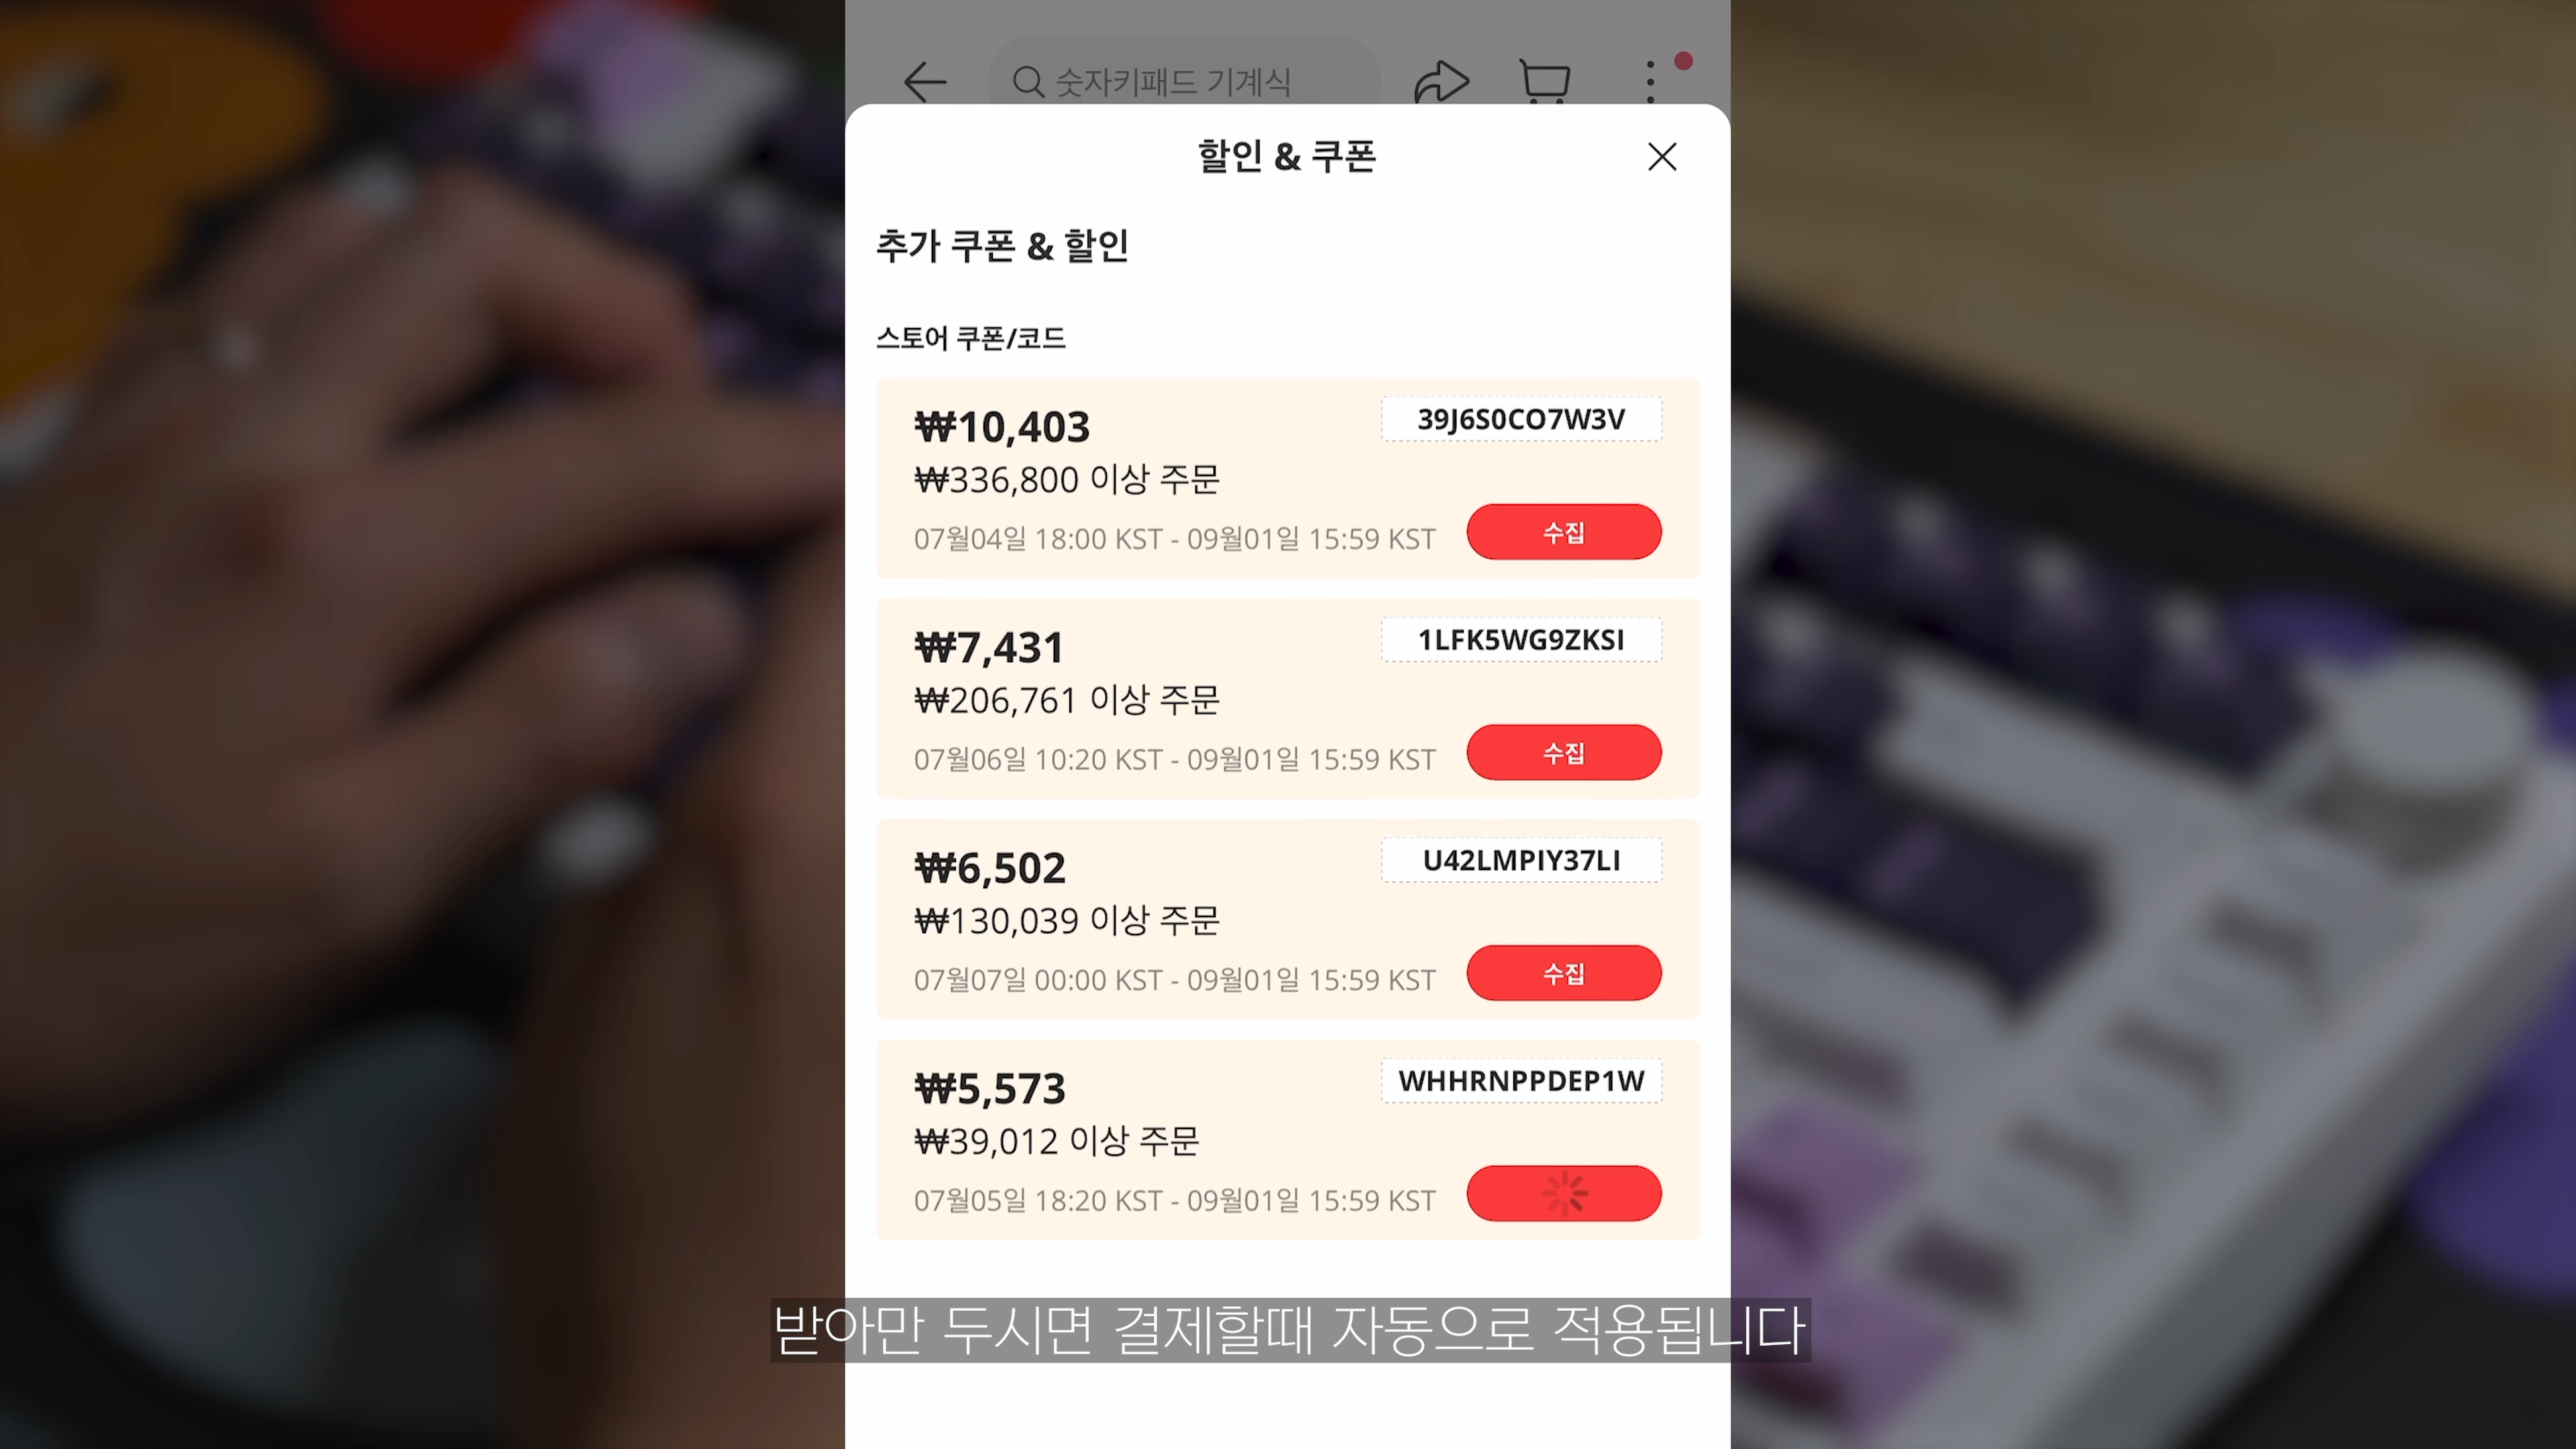 숫자키패드 기계식
할인 & 쿠폰
추가 쿠폰 & 할인
스토어 쿠폰/코드
₩10,403
39J6S0CO7W3V
₩336,800 이상 주문
07월04일 18:00 KST - 09월01일 15:59 KST
수집
₩7,431
1LFK5WG9ZKSI
₩206,761 이상 주문
07월06일 10:20 KST - 09월01일 15:59 KST
수집
₩6,502
U42LMPIY37LI
₩130,039 이상 주문
07월07일 00:00 KST - 09월01일 15:59 KST
수집
₩5,573
WHHRNPPDEP1W
₩39,012 이상 주문
07월05일 18:20 KST - 09월01일 15:59 KST
받아만 두시면 결제할때 자동으로 적용됩니다